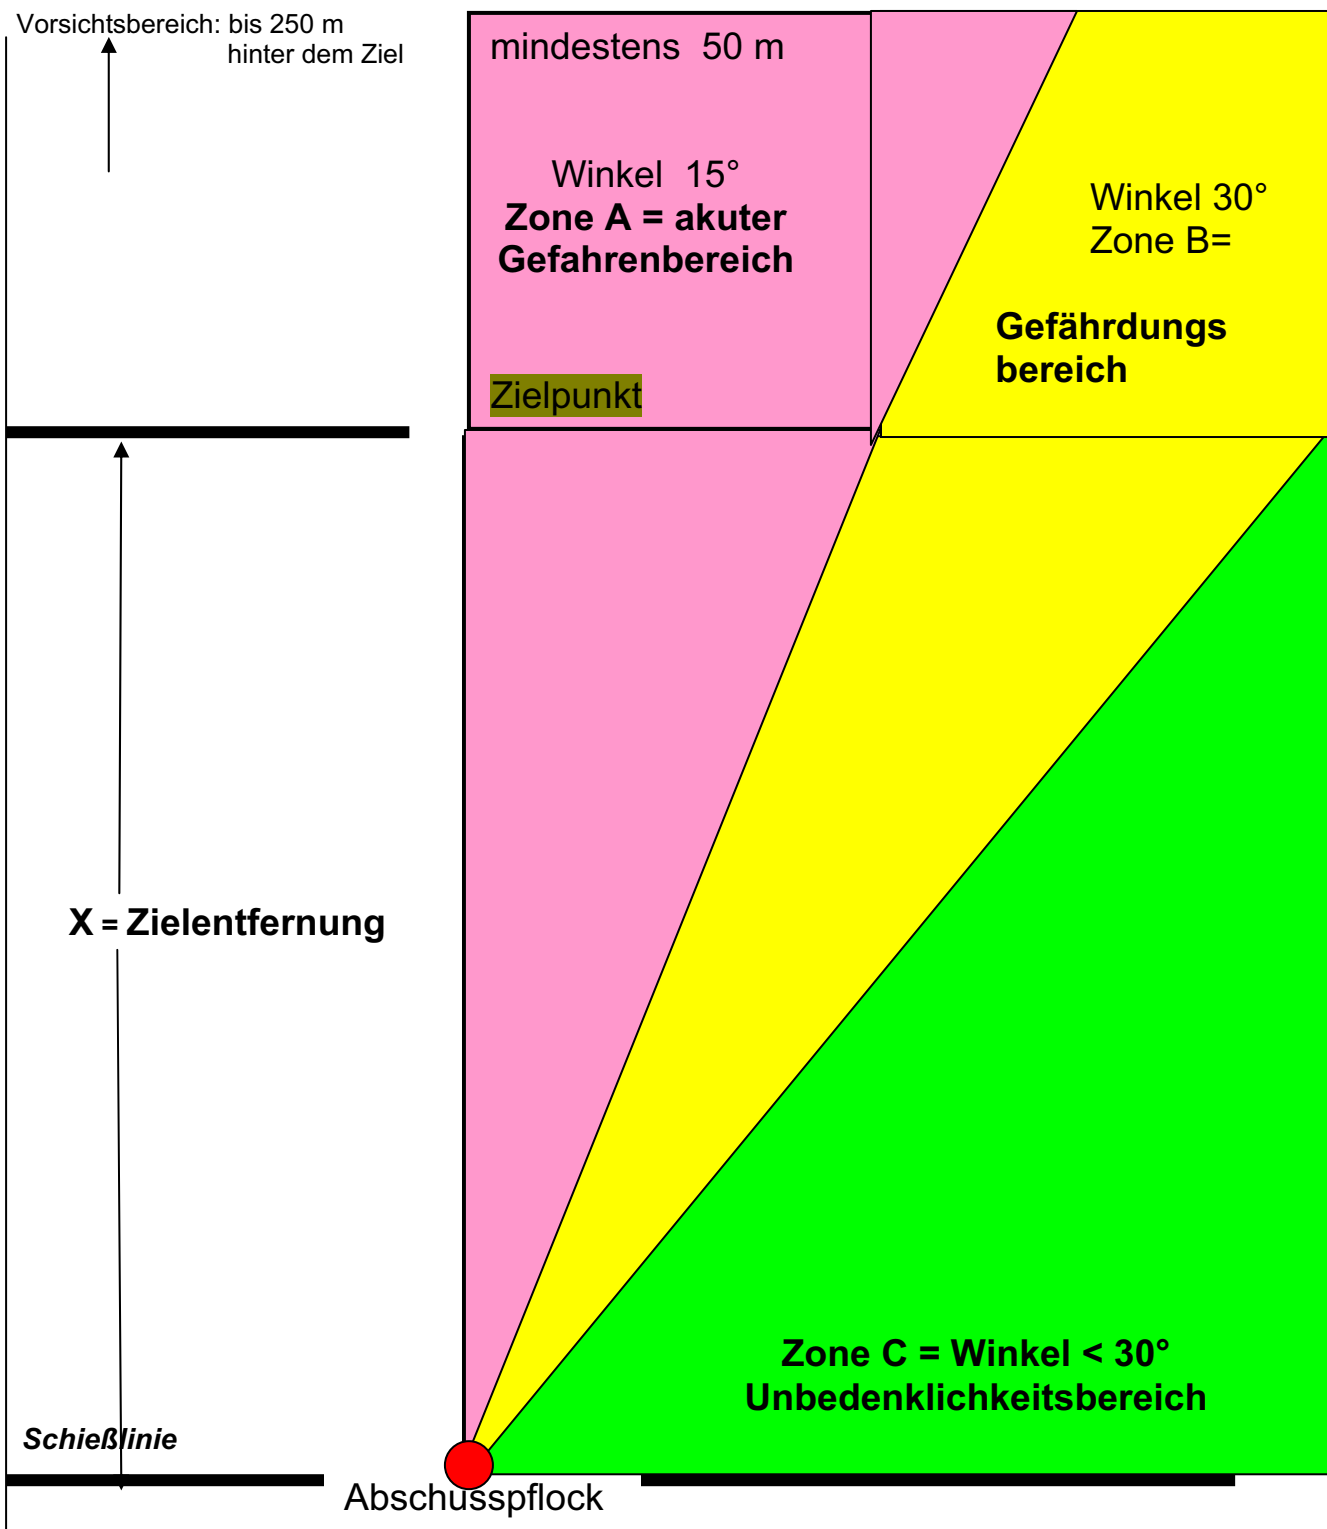 Vorsichtsbereich: bis 250 m
hinter dem Ziel
mindestens 50 m
Winkel 15°
Zone A = akuter
Gefahrenbereich
Winkel 30°
Zone B=
Gefährdungs
bereich
Zielpunkt
X = Zielentfernung
Zone C = Winkel < 30°
Unbedenklichkeitsbereich
Schießlinie
Abschusspflock